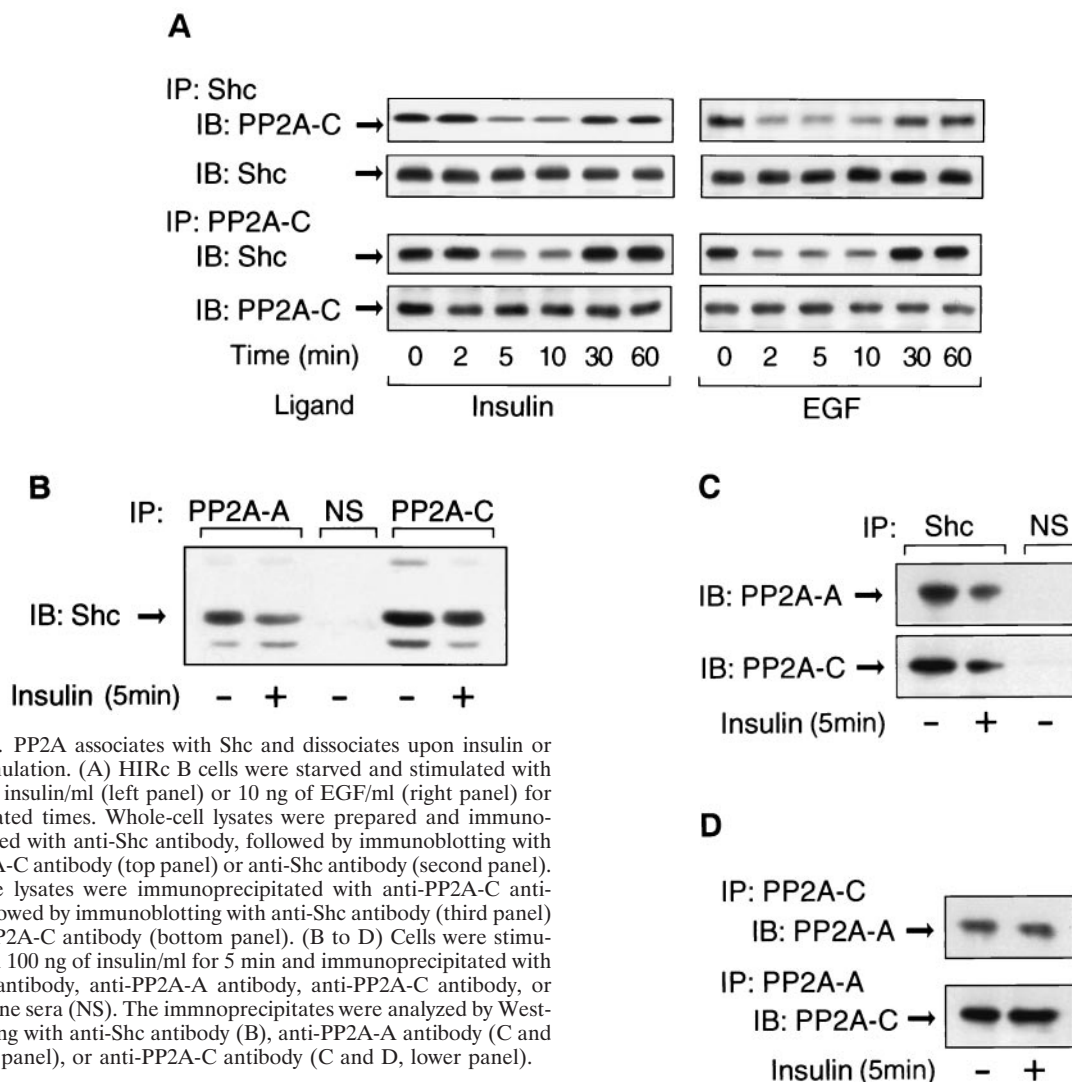 A
IP: Shc
IB: PP2A-C
IB: Shc
IP: PP2A-C
IB: Shc
IB: PP2A-C
Time (min) 0 2 5 10 30 60 0 2 5 10 30 60
Ligand Insulin EGF
B
IP: PP2A-A NS PP2A-C
IB: Shc
Insulin (5min) - + - - +
C
IP: Shc NS
IB: PP2A-A
IB: PP2A-C
Insulin (5min) - + -
. PP2A associates with Shc and dissociates upon insulin or
mulation. (A) HIRc B cells were starved and stimulated with
insulin/ml (left panel) or 10 ng of EGF/ml (right panel) for
ated times. Whole-cell lysates were prepared and immuno-
ed with anti-Shc antibody, followed by immunoblotting with
A-C antibody (top panel) or anti-Shc antibody (second panel).
e lysates were immunoprecipitated with anti-PP2A-C anti-
owed by immunoblotting with anti-Shc antibody (third panel)
P2A-C antibody (bottom panel). (B to D) Cells were stimu-
100 ng of insulin/ml for 5 min and immunoprecipitated with
antibody, anti-PP2A-A antibody, anti-PP2A-C antibody, or
ne sera (NS). The immnoprecipitates were analyzed by West-
ng with anti-Shc antibody (B), anti-PP2A-A antibody (C and
panel), or anti-PP2A-C antibody (C and D, lower panel).
D
IP: PP2A-C
IB: PP2A-A
IP: PP2A-A
IB: PP2A-C
Insulin (5min) - +